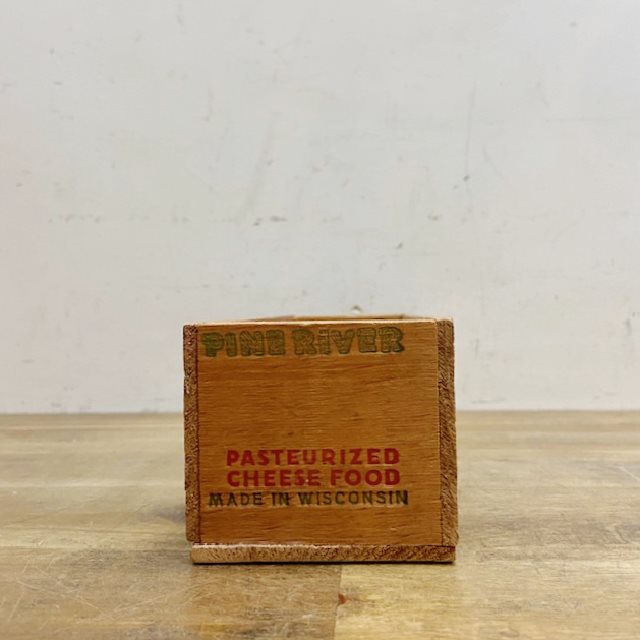 PINE RIVER
PASTEURIZED
CHEESE FOOD
MADE IN WISCONSIN